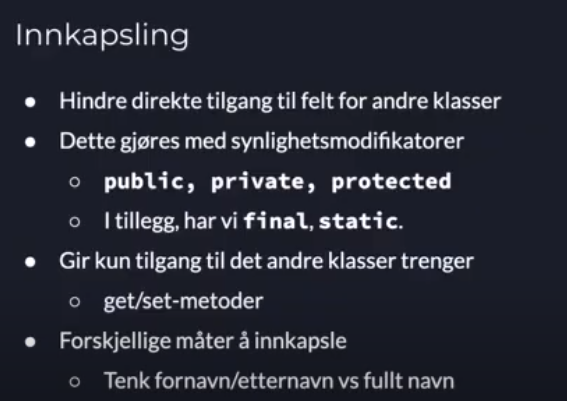 Innkapsling
● Hindre direkte tilgang til felt for andre klasser
● Dette gjøres med synlighetsmodifikatorer
○ public, private, protected
○ I tillegg, har vi final, static.
● Gir kun tilgang til det andre klasser trenger
○ get/set-metoder
● Forskjellige måter å innkapsle
○ Tenk fornavn/etternavn vs fullt navn